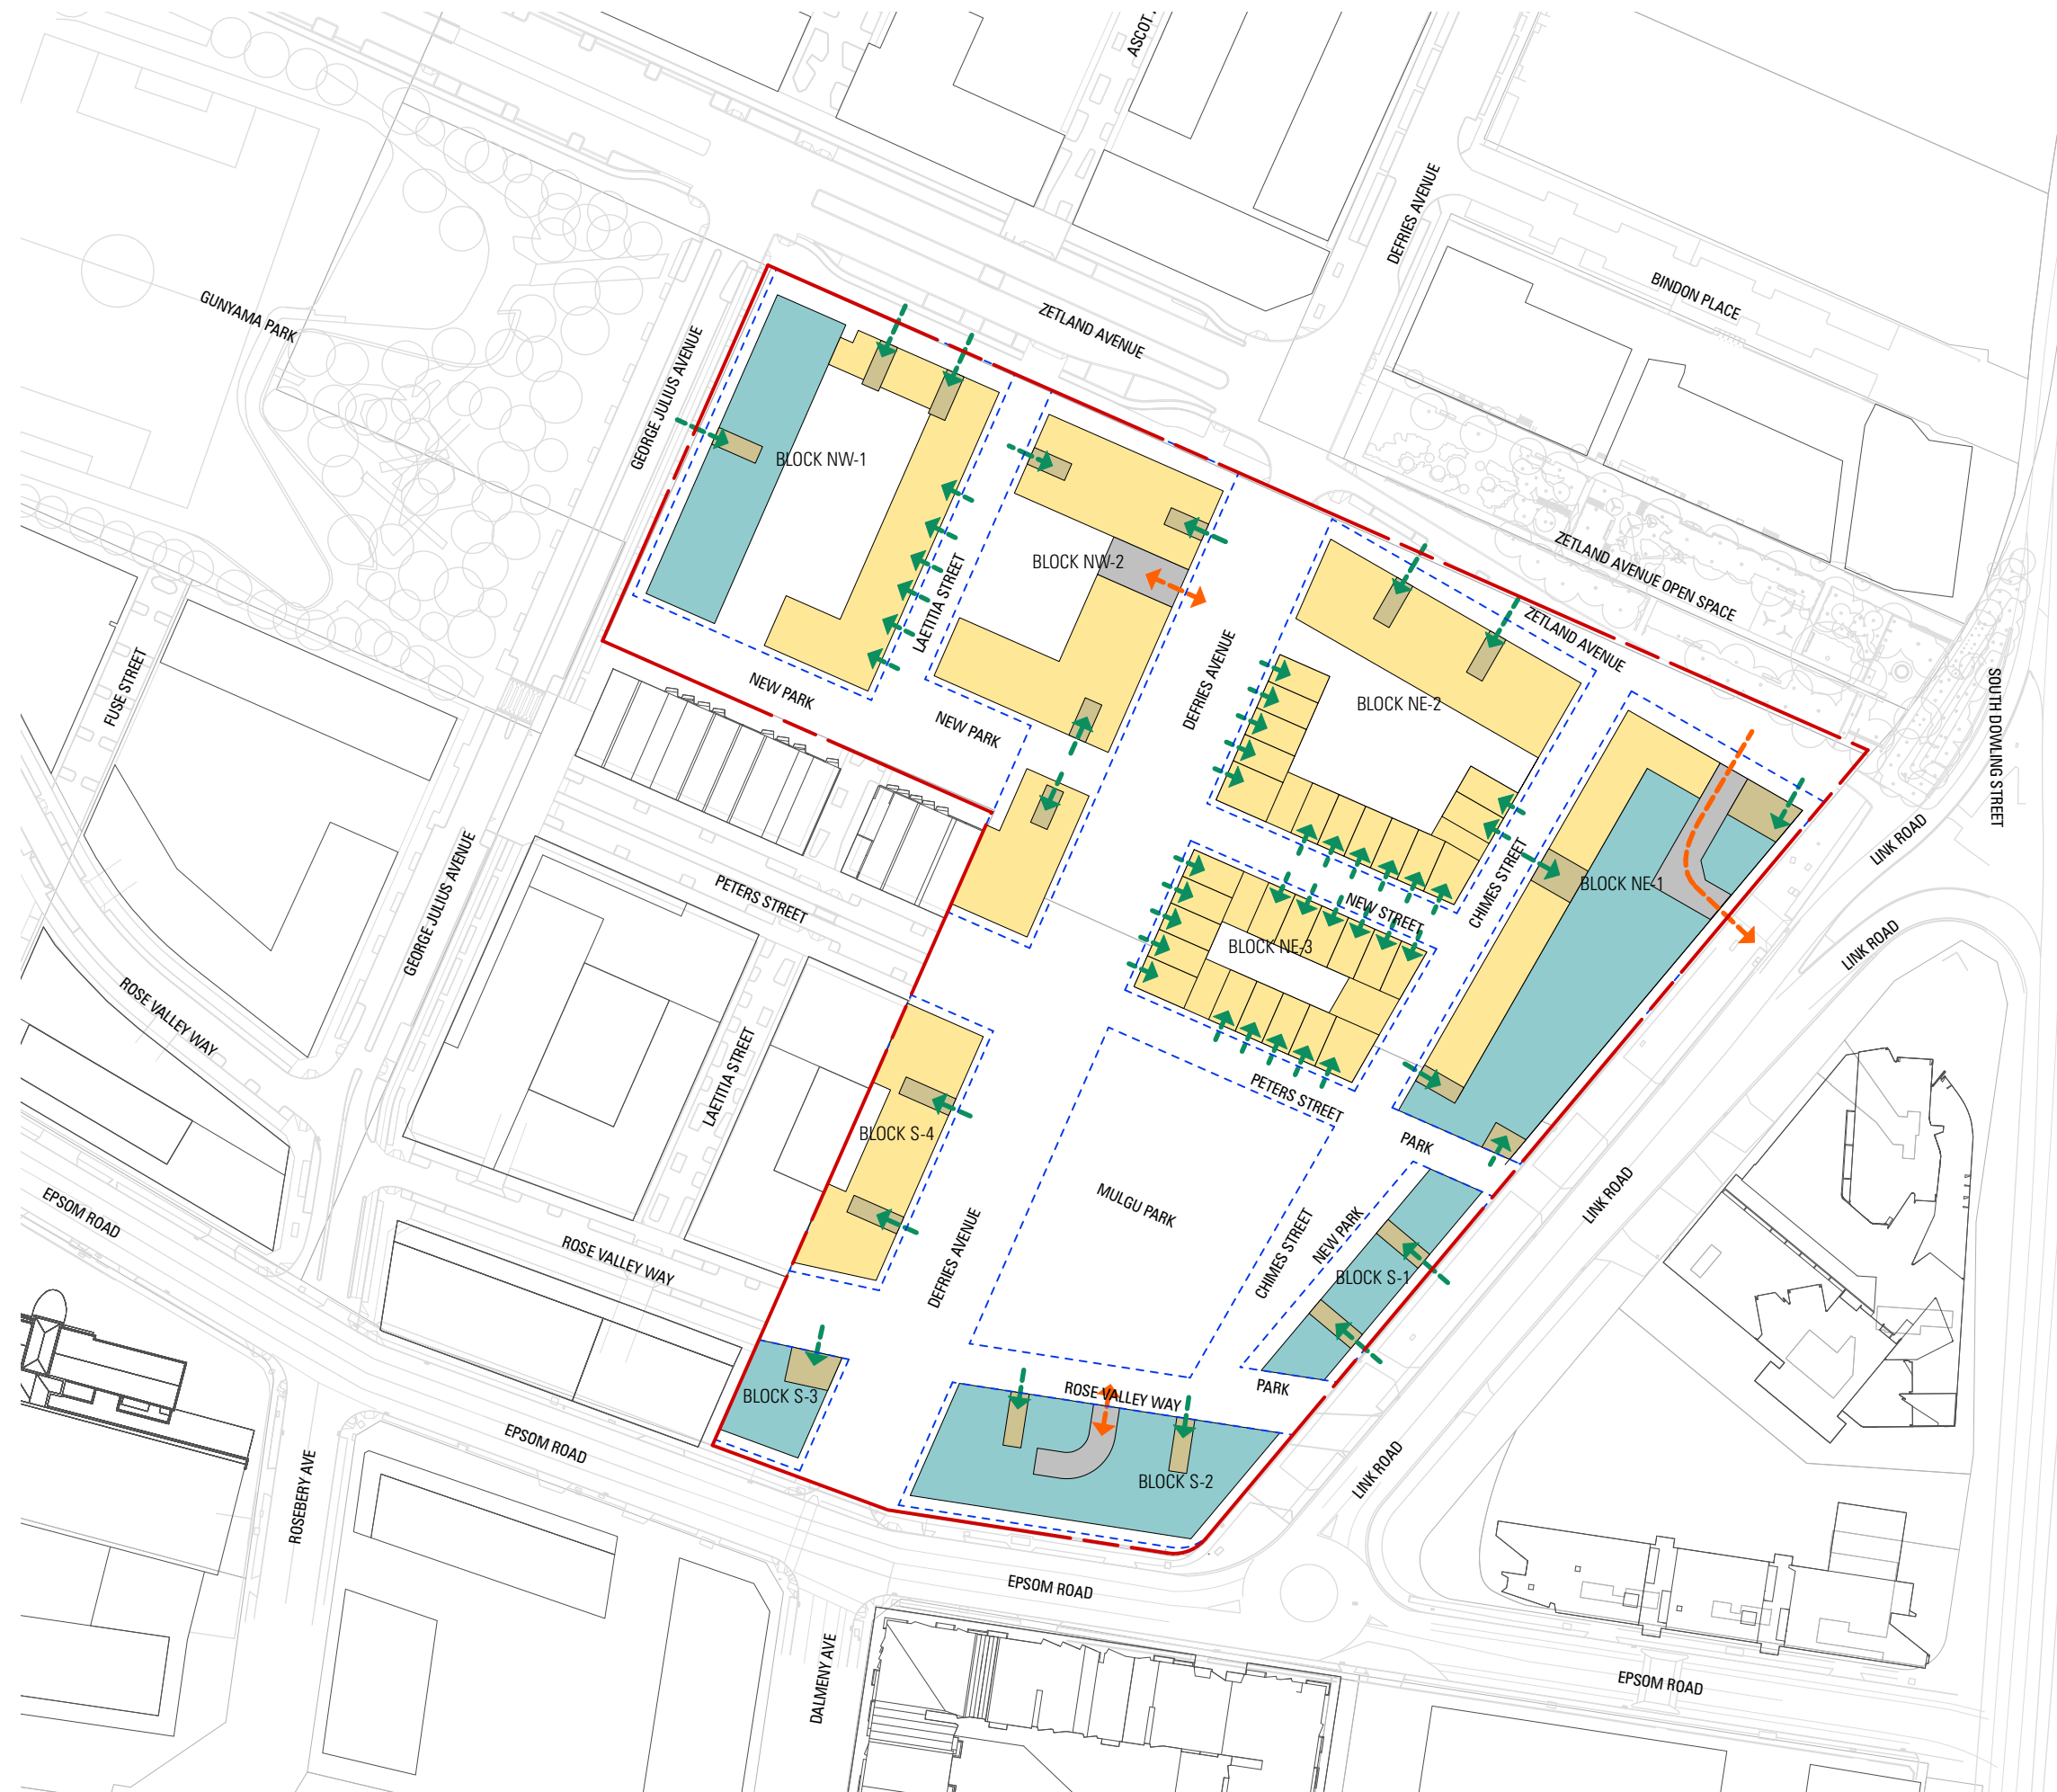 ASCOT
DEFRIES AVENUE
BINDON PLACE
GUNYAMA PARK
ZETLAND AVENUE
GEORGE JULIUS AVENUE
BLOCK NW-1
BLOCK NW-2
ZETLAND AVENUE OPEN SPACE
LAETITIA STREET
ZETLAND AVENUE
DEFRIES AVENUE
FUSE STREET
NEW PARK
NEW PARK
BLOCK NE-2
SOUTH DOWLING STREET
LINK ROAD
GEORGE JULIUS AVENUE
PETERS STREET
CHIMES STREET
BLOCK NE-1
NEW STREET
BLOCK NE-3
LINK ROAD
ROSE VALLEY WAY
LAETITIA STREET
PETERS STREET
BLOCK S-4
PARK
EPSOM ROAD
MULGU PARK
LINK ROAD
ROSE VALLEY WAY
DEFRIES AVENUE
CHIMES STREET
NEW PARK
BLOCK S-1
BLOCK S-3
ROSE VALLEY WAY
PARK
EPSOM ROAD
ROSEBERY AVE
BLOCK S-2
LINK ROAD
EPSOM ROAD
DALMENY AVE
EPSOM ROAD